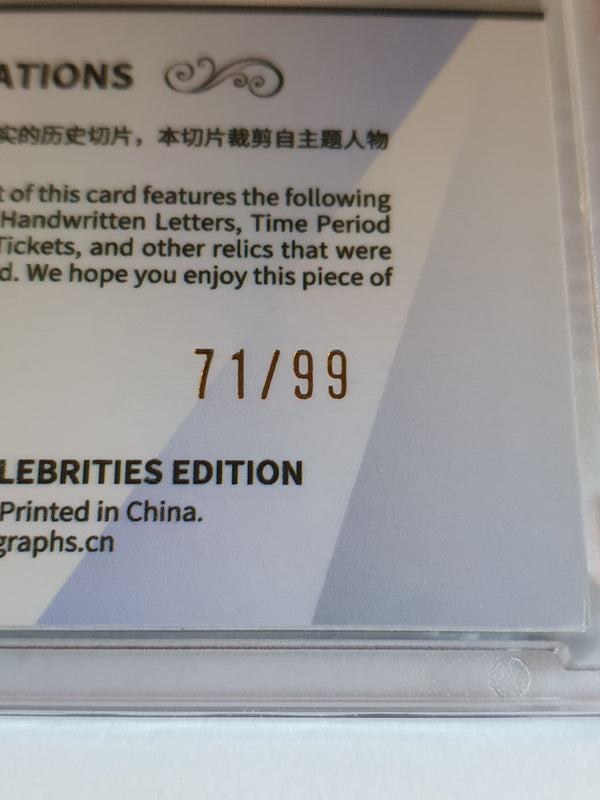 ATIONS
实的历史切片，本切片裁剪自主题人物
t of this card features the following
Handwritten Letters, Time Period
Tickets, and other relics that were
d. We hope you enjoy this piece of
71/99
LEBRITIES EDITION
Printed in China.
graphs.cn